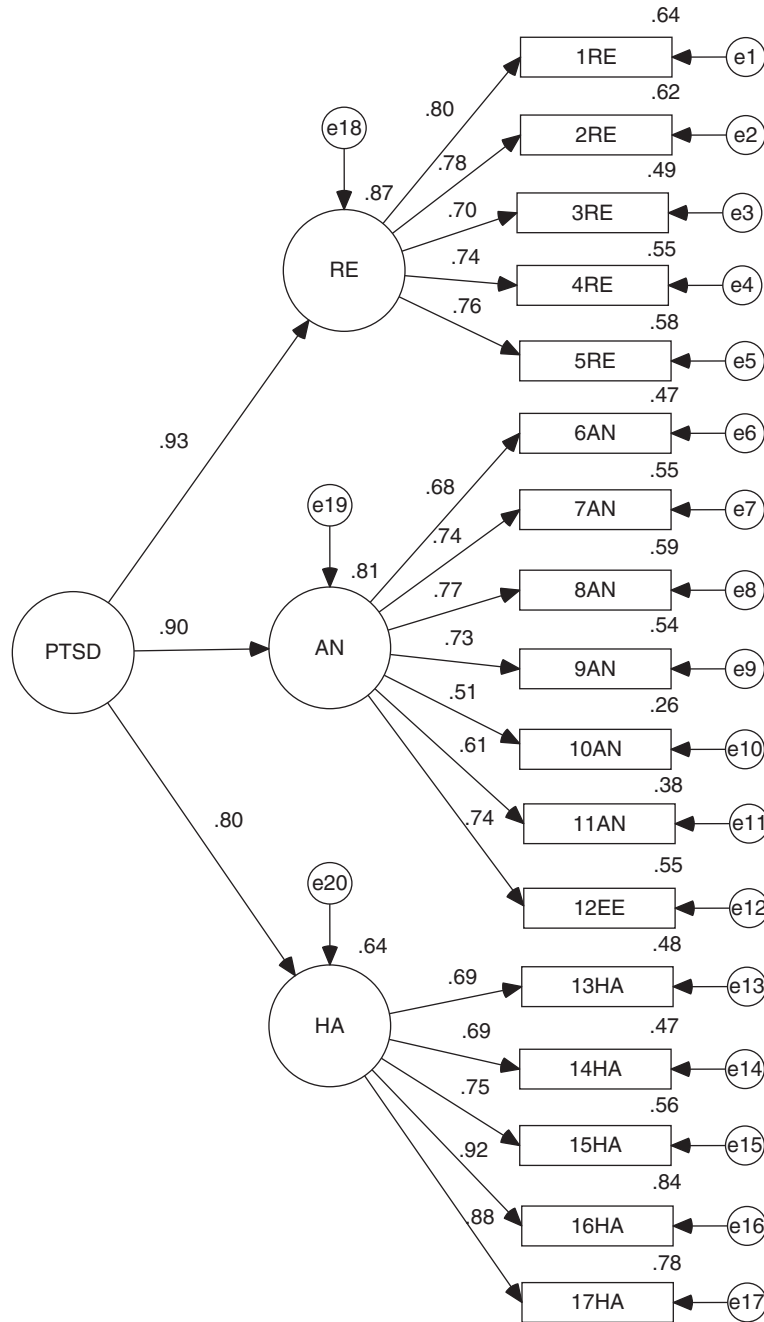 .64
1RE
e1
.80
.62
e18
2RE
e2
.78
.87
.49
.70
3RE
e3
RE
.74
.55
4RE
e4
.76
.58
5RE
e5
.47
.93
6AN
e6
.68
.55
e19
7AN
e7
.74
.59
.81
.77
8AN
e8
.90
.73
.54
PTSD
AN
9AN
e9
.51
.26
10AN
e10
.61
.38
.80
.74
11AN
e11
.55
e20
12EE
e12
.64
.48
.69
13HA
e13
HA
.69
.47
14HA
e14
.75
.56
15HA
e15
.92
.84
16HA
e16
.88
.78
17HA
e17